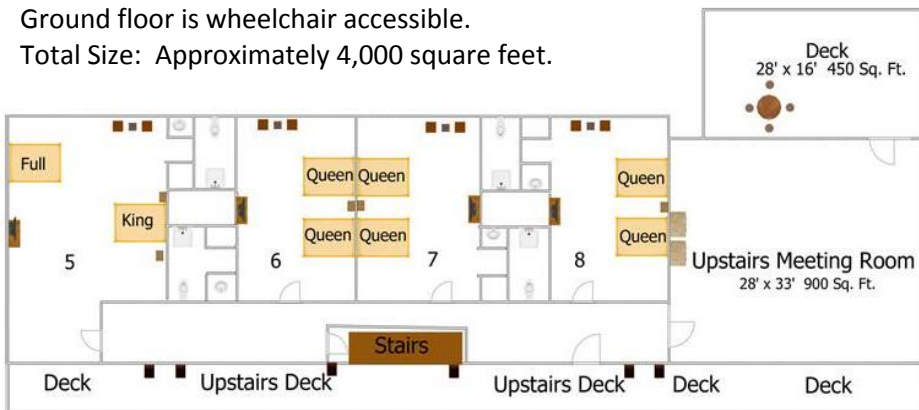 Ground floor is wheelchair accessible.
Total Size:  Approximately 4,000 square feet.
Deck
28' x 16'  450 Sq. Ft.
Full
King
5
Queen
Queen
6
Queen
Queen
7
Queen
Queen
8
Upstairs Meeting Room
28' x 33'  900 Sq. Ft.
Stairs
Deck
Upstairs Deck
Upstairs Deck
Deck
Deck